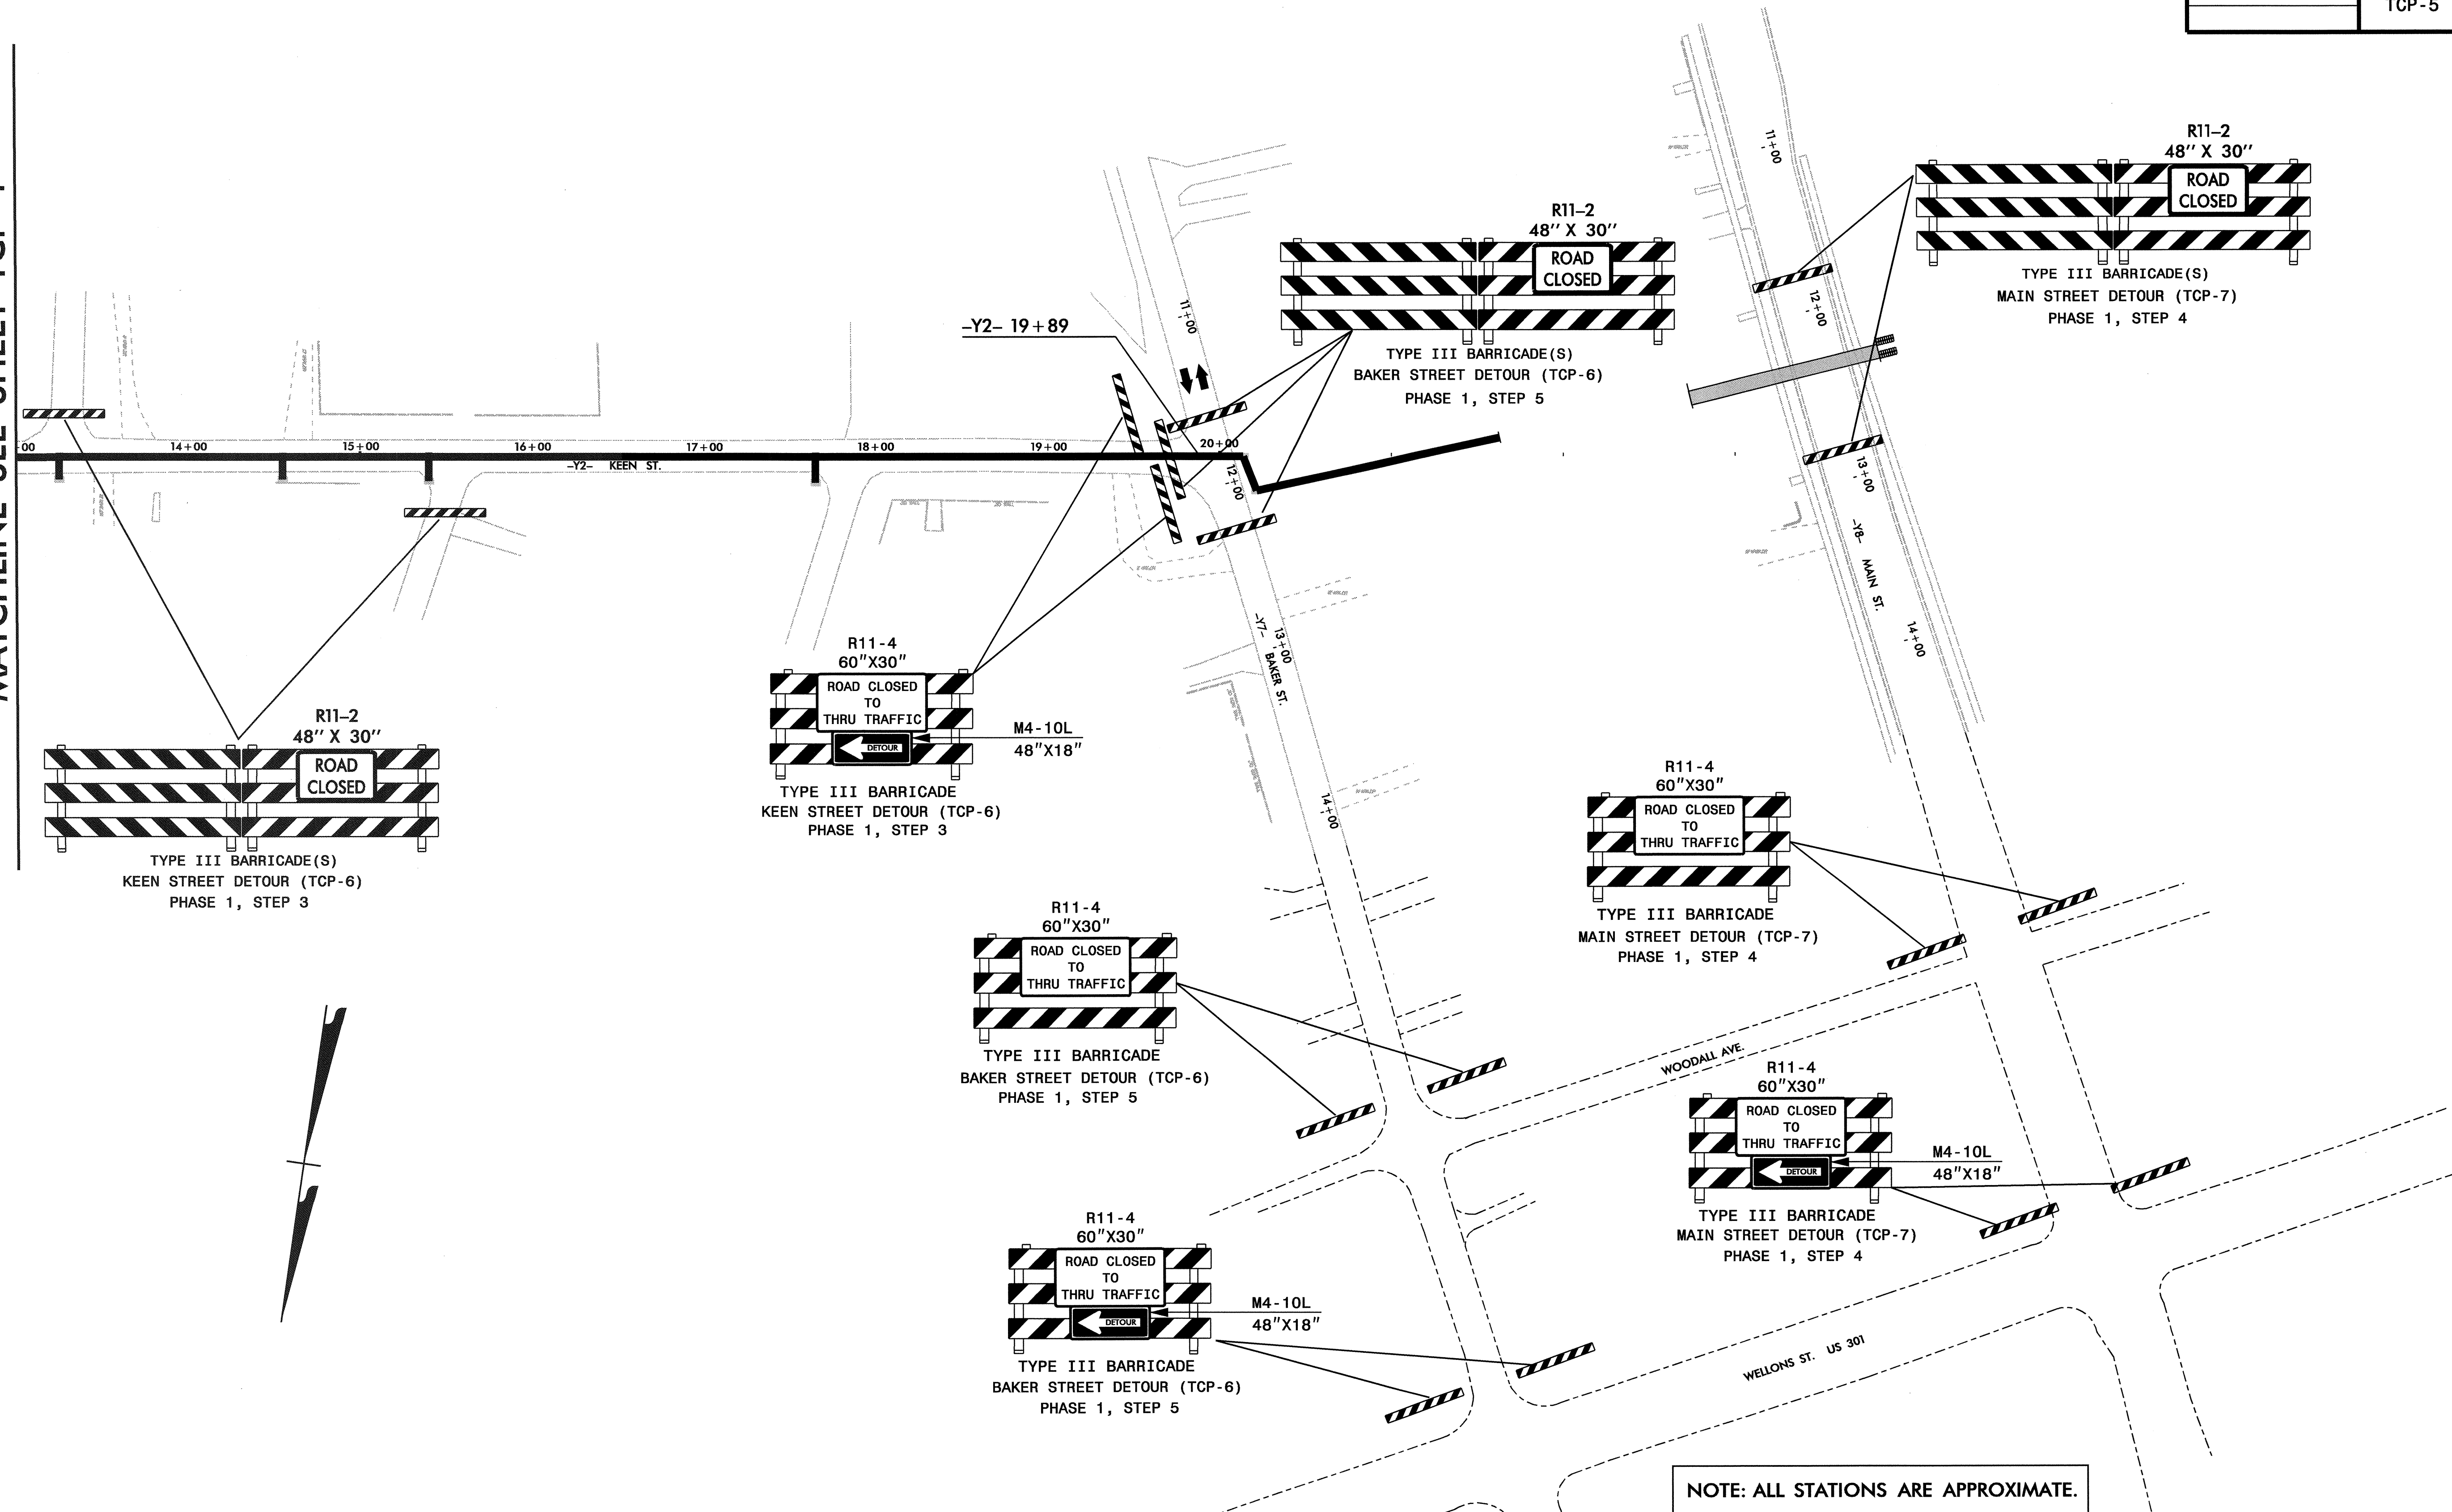 TCP-5
11+00
R11–2
48'' X 30''
ROAD
CLOSED
TYPE III BARRICADE(S)
MAIN STREET DETOUR (TCP-7)
PHASE 1, STEP 4
R11–2
48'' X 30''
ROAD
CLOSED
TYPE III BARRICADE(S)
BAKER STREET DETOUR (TCP-6)
PHASE 1, STEP 5
11+00
12+00
–Y2– 19+89
00
14+00
15+00
16+00
17+00
18+00
19+00
20+00
–Y2– KEEN ST.
12+00
13+00
–Y8– MAIN ST.
14+00
13+00
–Y7– BAKER ST.
14+00
R11-4
60"X30"
ROAD CLOSED
TO
THRU TRAFFIC
DETOUR
M4-10L
48"X18"
TYPE III BARRICADE
KEEN STREET DETOUR (TCP-6)
PHASE 1, STEP 3
R11–2
48'' X 30''
ROAD
CLOSED
TYPE III BARRICADE(S)
KEEN STREET DETOUR (TCP-6)
PHASE 1, STEP 3
R11-4
60"X30"
ROAD CLOSED
TO
THRU TRAFFIC
TYPE III BARRICADE
MAIN STREET DETOUR (TCP-7)
PHASE 1, STEP 4
R11-4
60"X30"
ROAD CLOSED
TO
THRU TRAFFIC
TYPE III BARRICADE
BAKER STREET DETOUR (TCP-6)
PHASE 1, STEP 5
WOODALL AVE.
R11-4
60"X30"
ROAD CLOSED
TO
THRU TRAFFIC
DETOUR
M4-10L
48"X18"
TYPE III BARRICADE
MAIN STREET DETOUR (TCP-7)
PHASE 1, STEP 4
R11-4
60"X30"
ROAD CLOSED
TO
THRU TRAFFIC
DETOUR
M4-10L
48"X18"
TYPE III BARRICADE
BAKER STREET DETOUR (TCP-6)
PHASE 1, STEP 5
WELLONS ST. US 301
NOTE: ALL STATIONS ARE APPROXIMATE.